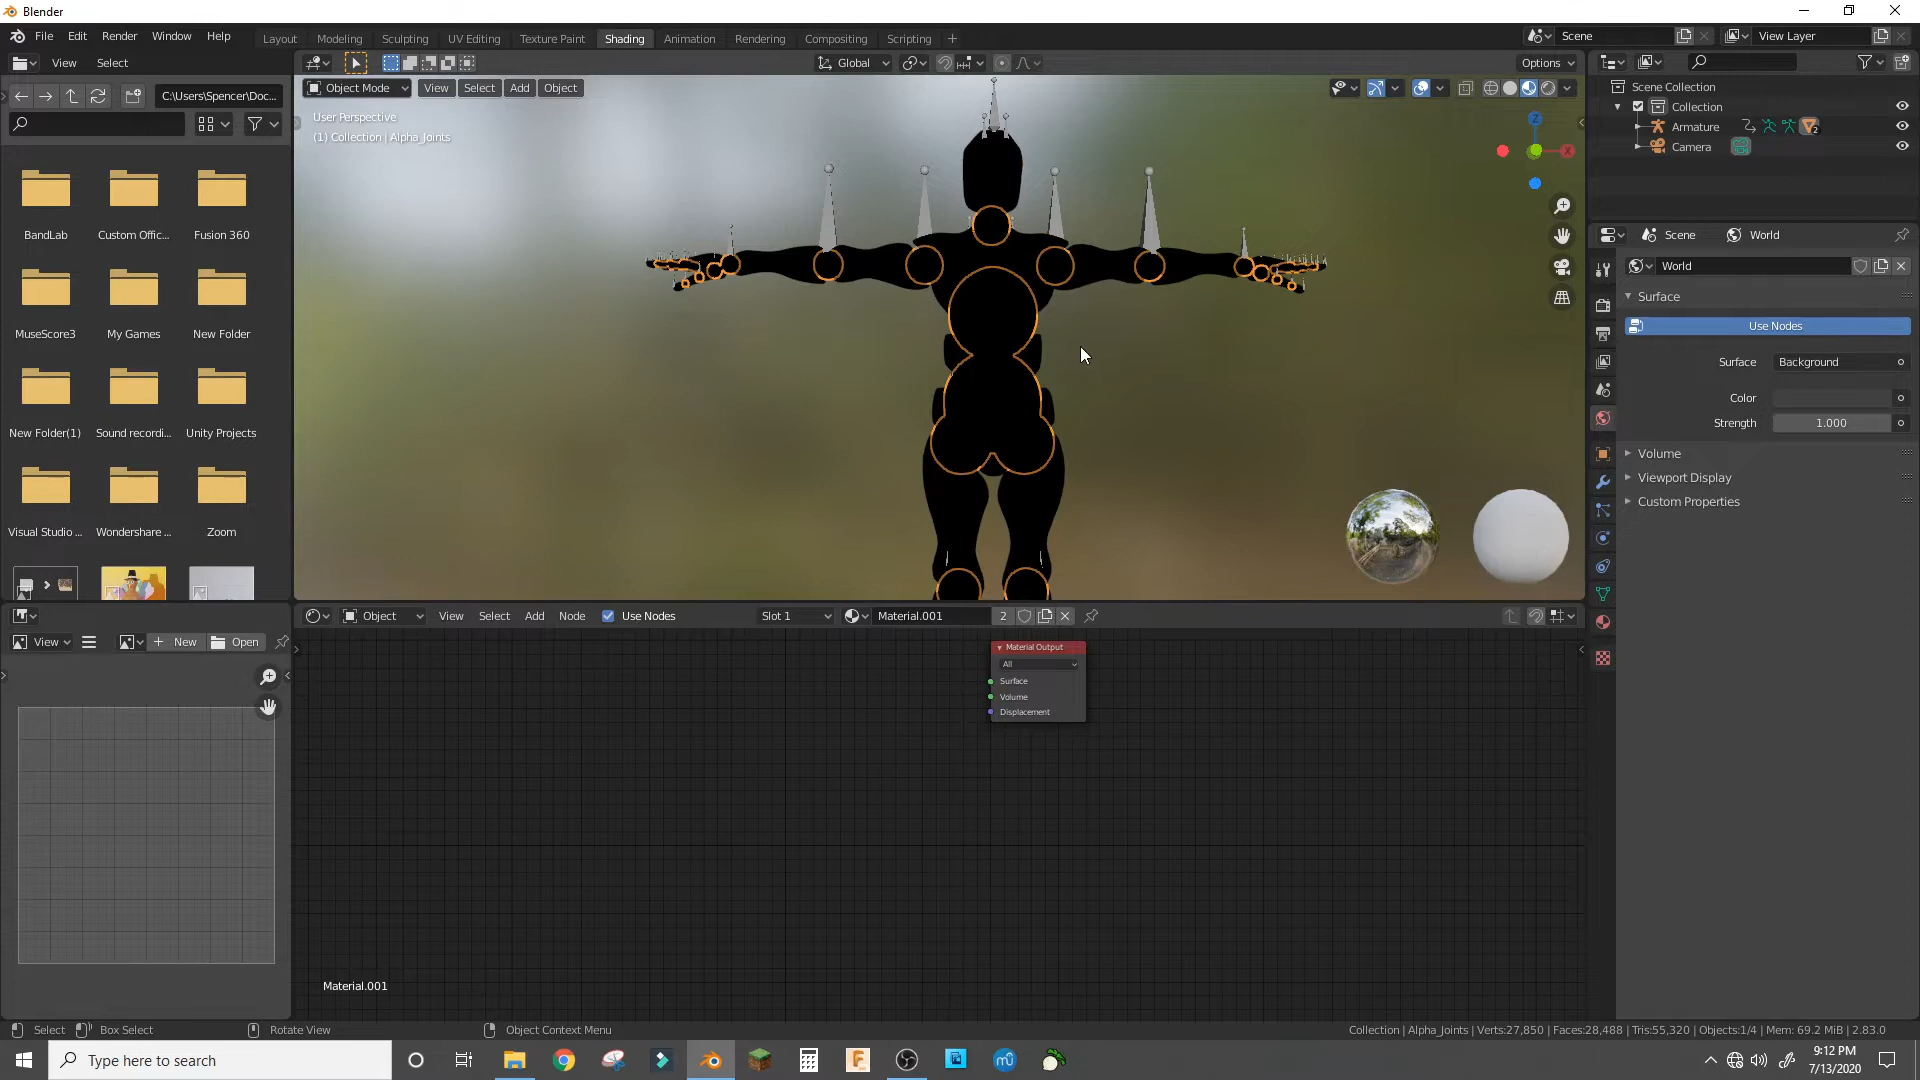 Blender
File Edit Render Window Help
Layout Modeling Sculpting UV Editing Texture Paint Shading Animation Rendering Compositing Scripting
Scene
View Layer
View Select
Global
Options
C:\Users\Spencer\Doc...
Object Mode View Select Add Object
User Perspective
(1) Collection | Alpha_Joints
Z
X
Scene Collection
Collection
Armature
2
Camera
Scene World
World
Surface
Use Nodes
Surface Background
Color
Strength 1.000
Volume
Viewport Display
Custom Properties
BandLab Custom Offic... Fusion 360
MuseScore3 My Games New Folder
New Folder(1) Sound recordi... Unity Projects
Visual Studio ... Wondershare ... Zoom
Object View Select Add Node Use Nodes Slot 1 Material.001 2
View New Open
Material Output
All
Surface
Volume
Displacement
Material.001
Select Box Select Rotate View Object Context Menu
Collection | Alpha_Joints | Verts:27,850 | Faces:28,488 | Tris:55,320 | Objects:1/4 | Mem: 69.2 MiB | 2.83.0
Type here to search
9:12 PM
7/13/2020